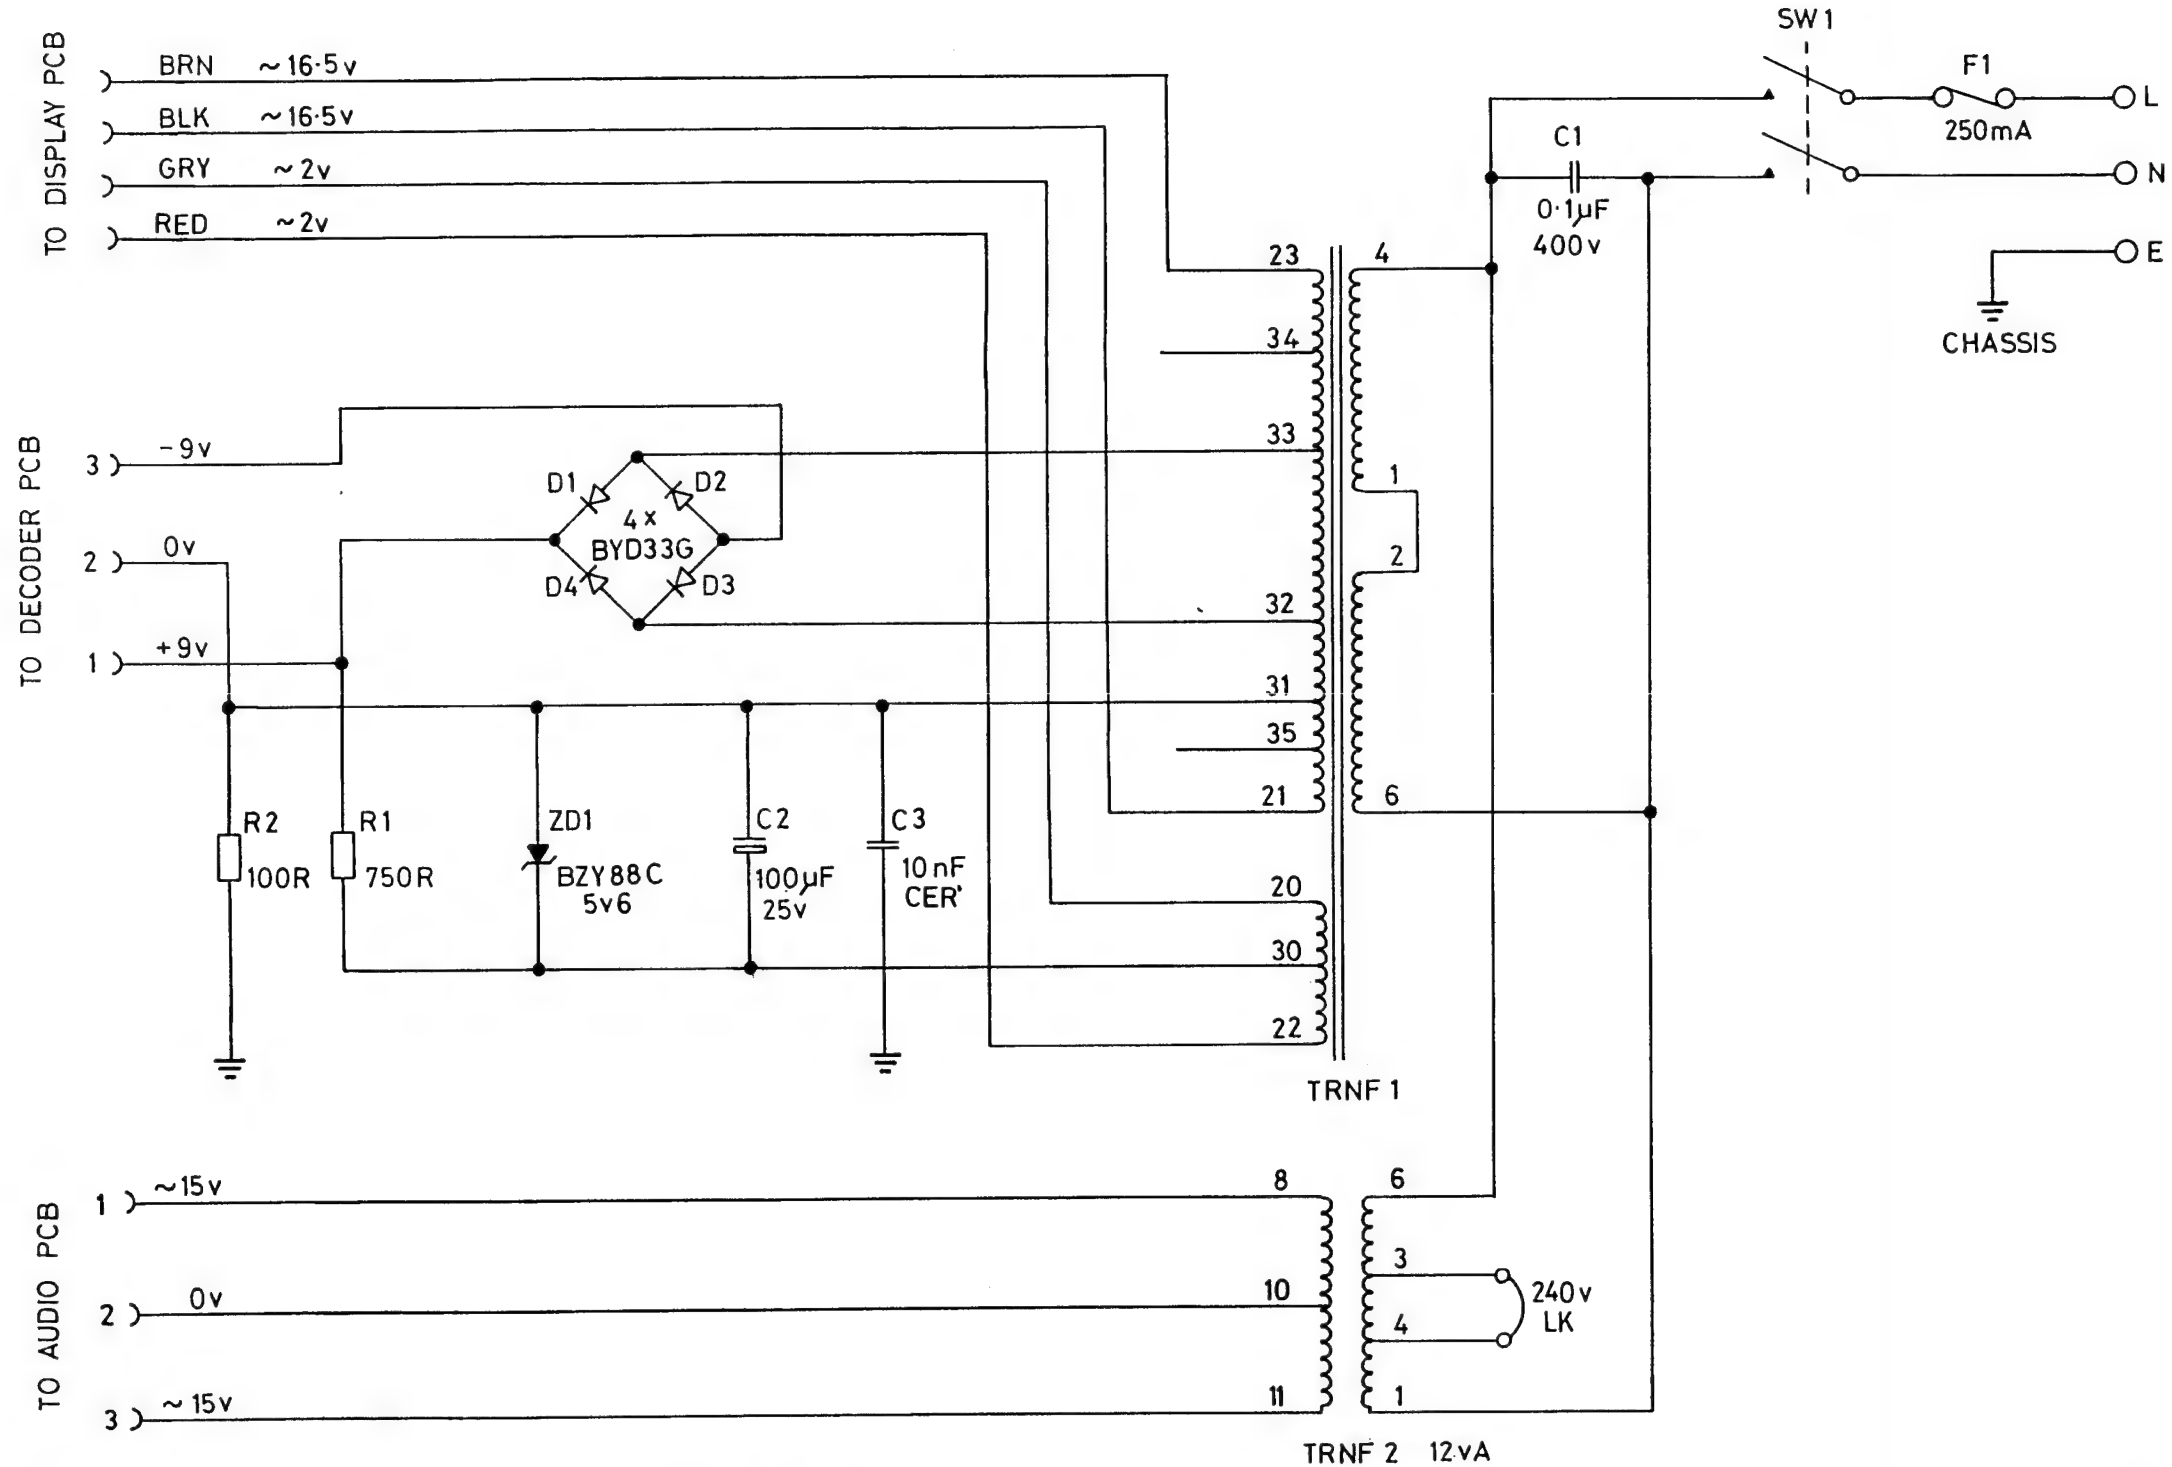 SW1
BRN ~16·5v
F1
L
250mA
BLK ~16·5v
C1
GRY ~2v
N
0·1µF
400v
RED ~2v
TO DISPLAY PCB
E
CHASSIS
23
4
34
33
1
3 -9v
D1
D2
4x
BYD33G
D4
D3
2 0v
2
32
1 +9v
TO DECODER PCB
31
35
21
6
R2
100R
R1
750R
ZD1
BZY88C
5v6
C2
100µF
25v
C3
10nF
CER'
20
30
22
TRNF 1
1 ~15v
8
6
3
2 0v
10
240v
LK
4
3 ~15v
11
1
TO AUDIO PCB
TRNF 2 12vA